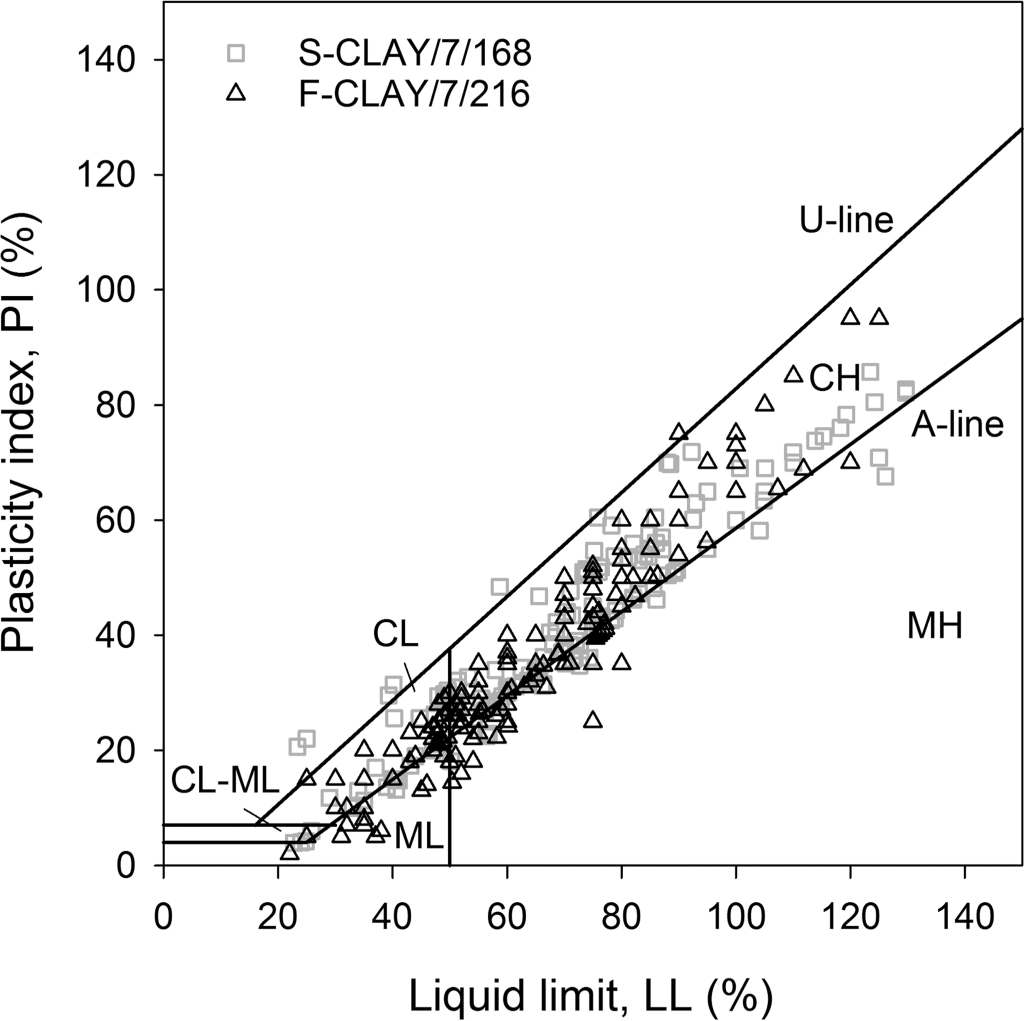 S-CLAY/7/168
F-CLAY/7/216
140
120
100
80
60
40
20
0
Plasticity index, PI (%)
U-line
CH
A-line
MH
CL
CL-ML
ML
0 20 40 60 80 100 120 140
Liquid limit, LL (%)